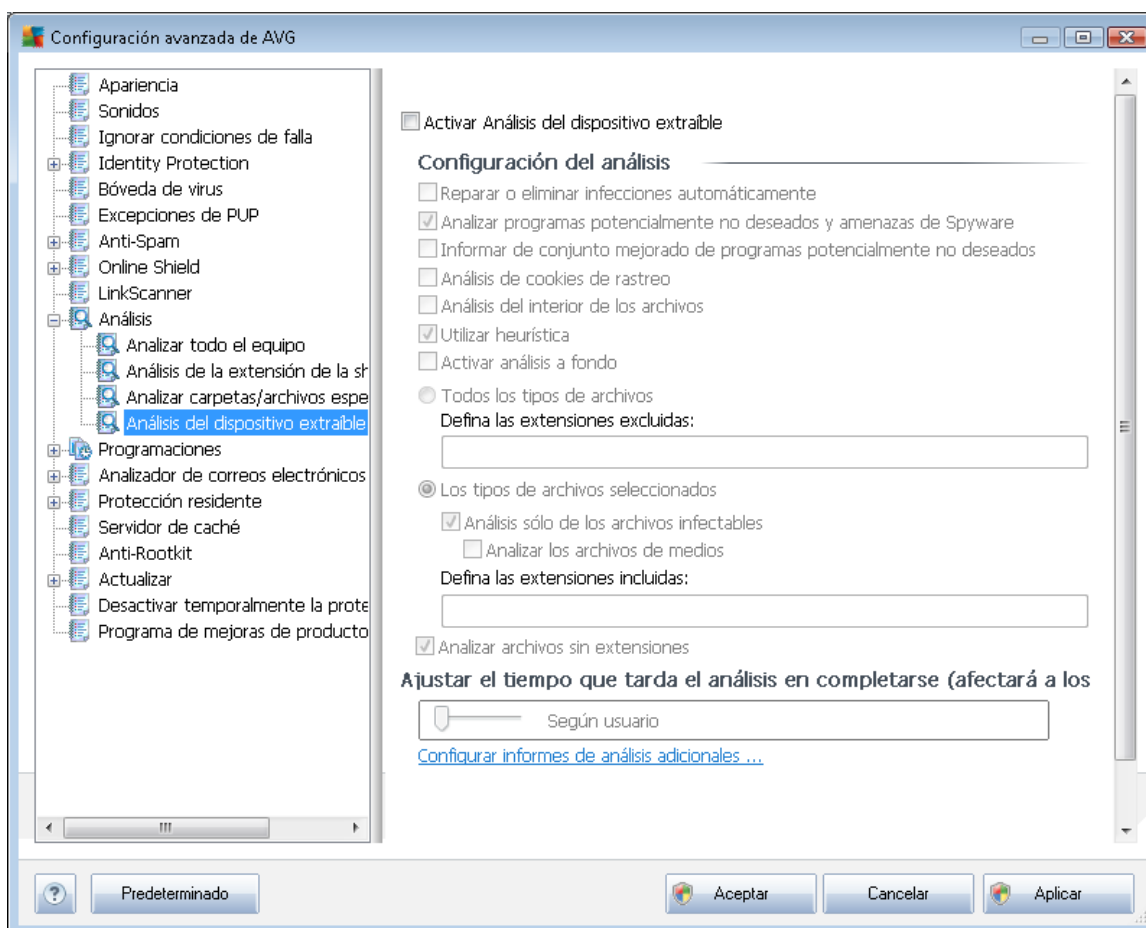 Configuración avanzada de AVG
Apariencia
Sonidos
Ignorar condiciones de falla
Identity Protection
Bóveda de virus
Excepciones de PUP
Anti-Spam
Online Shield
LinkScanner
Análisis
Analizar todo el equipo
Análisis de la extensión de la sh
Analizar carpetas/archivos espe
Análisis del dispositivo extraíble
Programaciones
Analizador de correos electrónicos
Protección residente
Servidor de caché
Anti-Rootkit
Actualizar
Desactivar temporalmente la prote
Programa de mejoras de producto
Activar Análisis del dispositivo extraíble
Configuración del análisis
Reparar o eliminar infecciones automáticamente
Analizar programas potencialmente no deseados y amenazas de Spyware
Informar de conjunto mejorado de programas potencialmente no deseados
Análisis de cookies de rastreo
Análisis del interior de los archivos
Utilizar heurística
Activar análisis a fondo
Todos los tipos de archivos
Defina las extensiones excluidas:
Los tipos de archivos seleccionados
Análisis sólo de los archivos infectables
Analizar los archivos de medios
Defina las extensiones incluidas:
Analizar archivos sin extensiones
Ajustar el tiempo que tarda el análisis en completarse (afectará a los
Según usuario
Configurar informes de análisis adicionales ...
? Predeterminado Aceptar Cancelar Aplicar